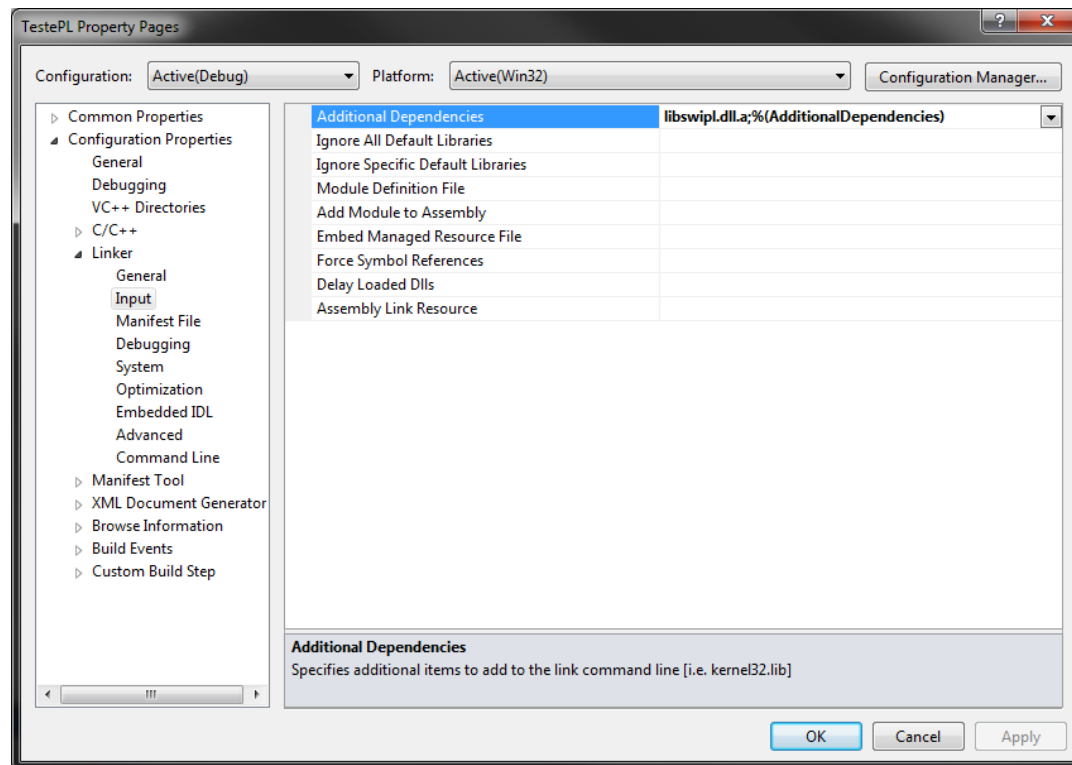 TestePL Property Pages
Configuration: Active(Debug) Platform: Active(Win32) Configuration Manager...
Common Properties
Configuration Properties
General
Debugging
VC++ Directories
C/C++
Linker
General
Input
Manifest File
Debugging
System
Optimization
Embedded IDL
Advanced
Command Line
Manifest Tool
XML Document Generator
Browse Information
Build Events
Custom Build Step
Additional Dependencies libswipl.dll.a;%(AdditionalDependencies)
Ignore All Default Libraries
Ignore Specific Default Libraries
Module Definition File
Add Module to Assembly
Embed Managed Resource File
Force Symbol References
Delay Loaded Dlls
Assembly Link Resource
Additional Dependencies
Specifies additional items to add to the link command line [i.e. kernel32.lib]
OK Cancel Apply